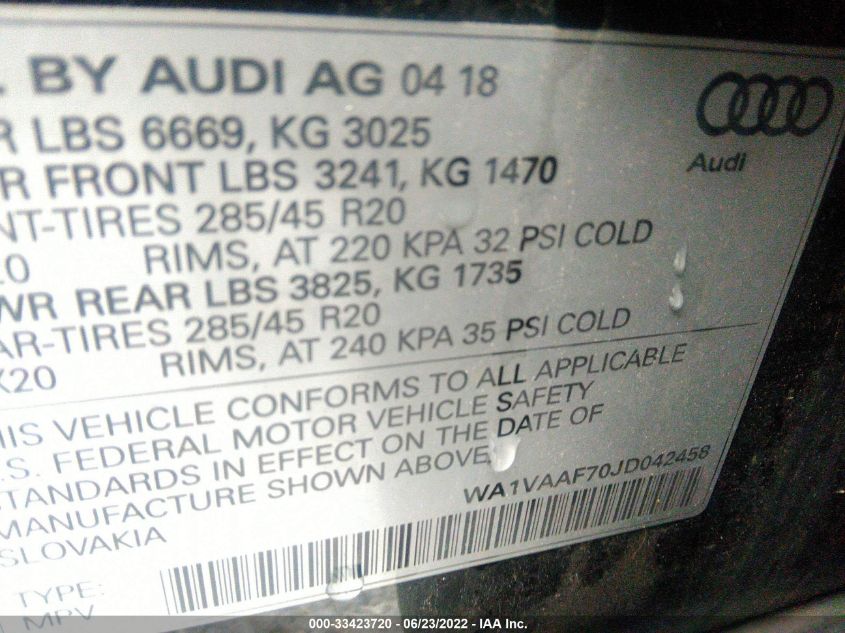 BY AUDI AG 04 18
Audi
LBS 6669, KG 3025
R FRONT LBS 3241, KG 1470
NT-TIRES 285/45 R20
RIMS, AT 220 KPA 32 PSI COLD
WR REAR LBS 3825, KG 1735
AR-TIRES 285/45 R20
X20 RIMS, AT 240 KPA 35 PSI COLD
HIS VEHICLE CONFORMS TO ALL APPLICABLE
.S. FEDERAL MOTOR VEHICLE SAFETY
STANDARDS IN EFFECT ON THE DATE OF
MANUFACTURE SHOWN ABOVE.
WA1VAAF70JD042458
SLOVAKIA
TYPE:
MPV
000-33423720 - 06/23/2022 - IAA Inc.